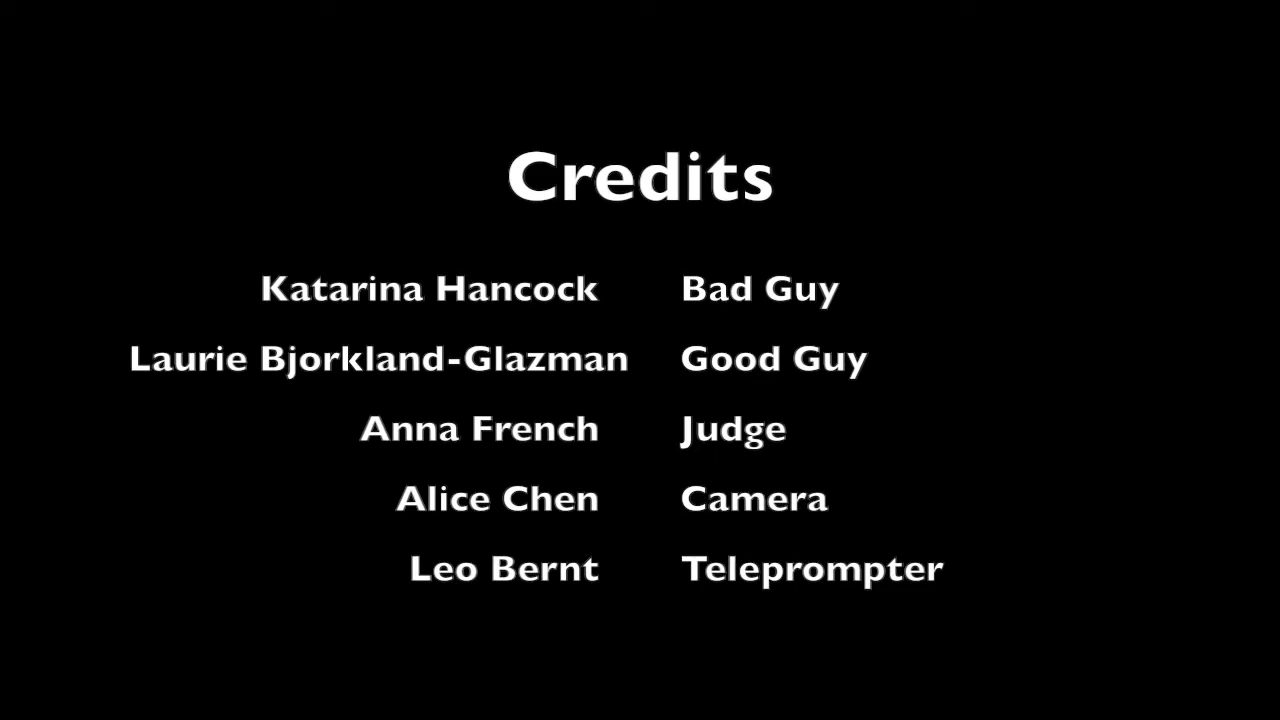 Credits
Katarina Hancock Bad Guy
Laurie Bjorkland-Glazman Good Guy
Anna French Judge
Alice Chen Camera
Leo Bernt Teleprompter